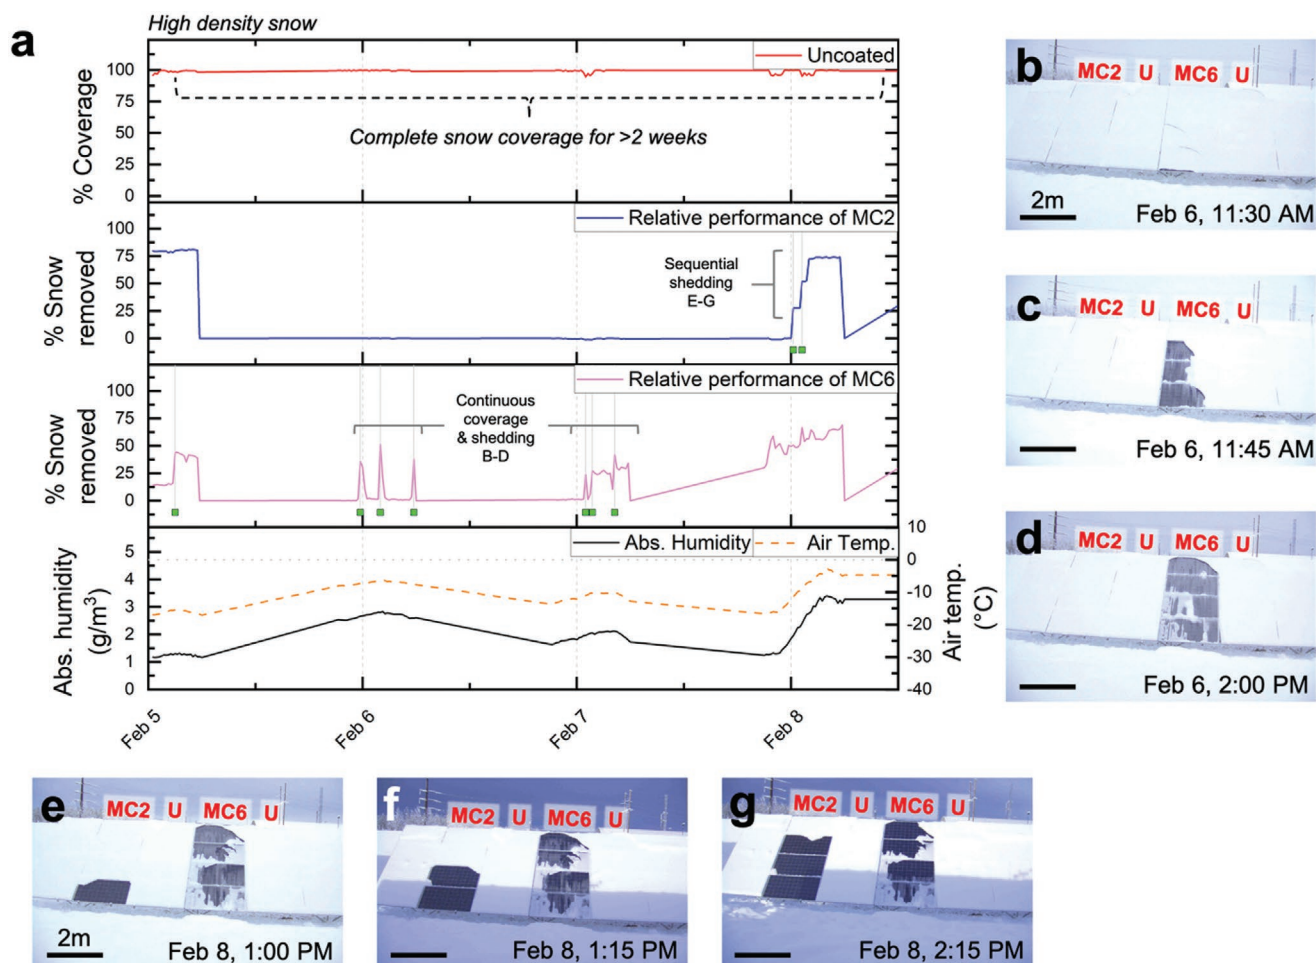 High density snow
a
Uncoated
% Coverage
100
75
50
25
0
Complete snow coverage for >2 weeks
Relative performance of MC2
% Snow
removed
100
75
50
25
0
Sequential
shedding
E-G
Relative performance of MC6
% Snow
removed
100
75
50
25
0
Continuous
coverage
& shedding
B-D
Abs. Humidity
Air Temp.
Abs. humidity
(g/m³)
5
4
3
2
1
0
10
0
-10
-20
-30
-40
Air temp.
(°C)
Feb 5
Feb 6
Feb 7
Feb 8
b
MC2 U MC6 U
2m
Feb 6, 11:30 AM
c
MC2 U MC6 U
Feb 6, 11:45 AM
d
MC2 U MC6 U
Feb 6, 2:00 PM
e
MC2 U MC6 U
2m
Feb 8, 1:00 PM
f
MC2 U MC6 U
Feb 8, 1:15 PM
g
MC2 U MC6 U
Feb 8, 2:15 PM